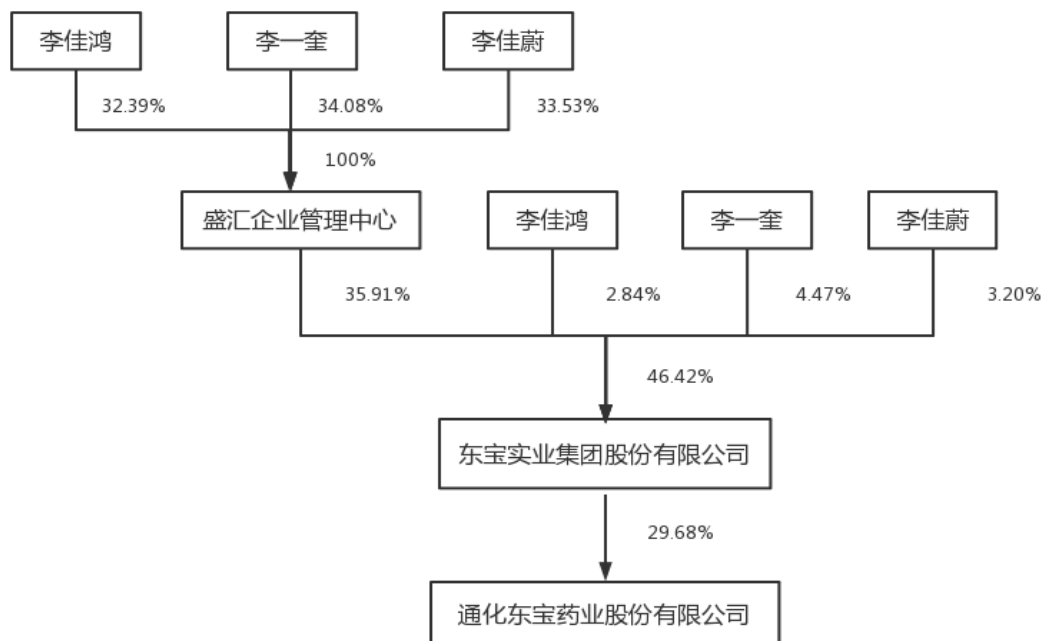 李佳鸿 李一奎 李佳蔚
32.39% 34.08% 33.53%
100%
盛汇企业管理中心 李佳鸿 李一奎 李佳蔚
35.91% 2.84% 4.47% 3.20%
46.42%
东宝实业集团股份有限公司
29.68%
通化东宝药业股份有限公司